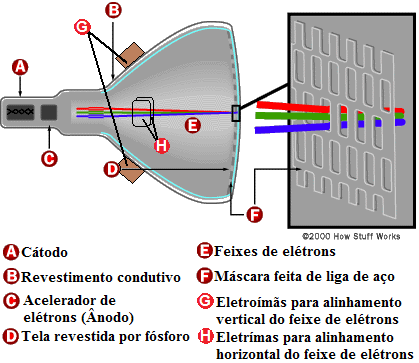 B
G
A
E
H
C
D
F
©2000 How Stuff Works
A Cátodo
B Revestimento condutivo
C Acelerador de
elétrons (Ânodo)
D Tela revestida por fósforo
E Feixes de elétrons
F Máscara feita de liga de aço
G Eletroímãs para alinhamento
vertical do feixe de elétrons
H Eletrímas para alinhamento
horizontal do feixe de elétrons